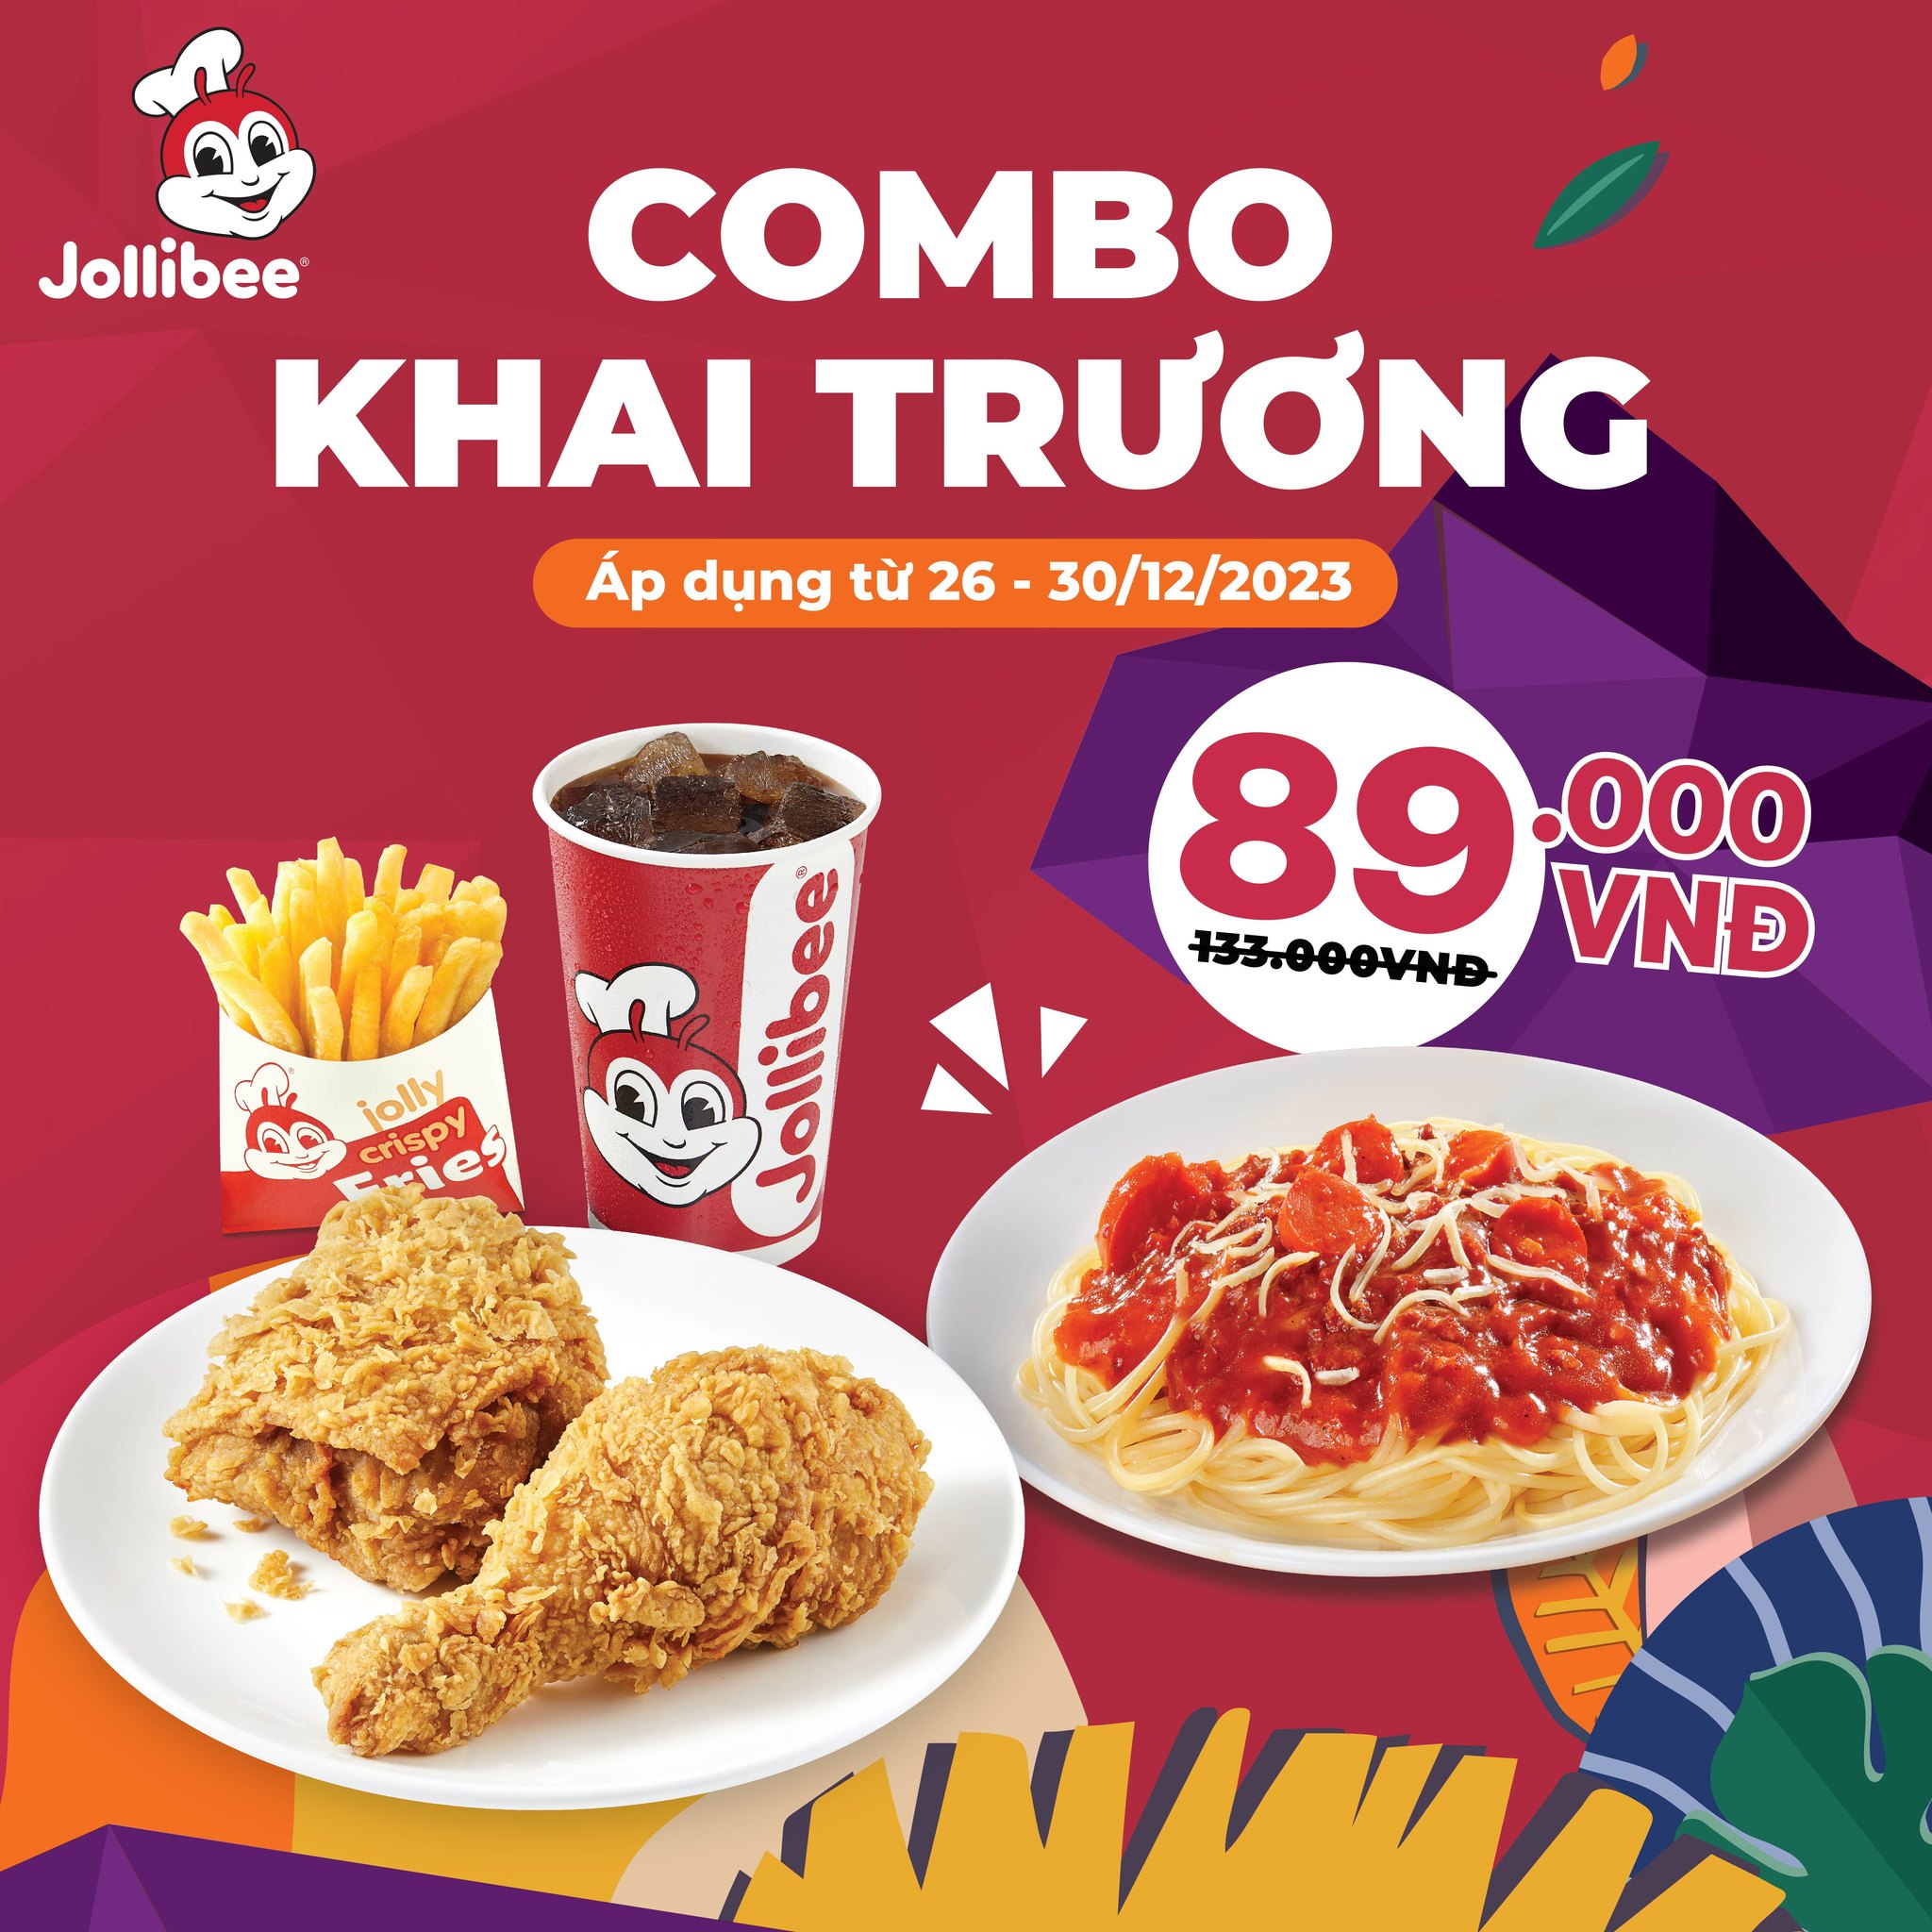 Jollibee®
COMBO
KHAI TRƯƠNG
Áp dụng từ 26 - 30/12/2023
89.000
VNĐ
133.000VNĐ
Jollibee®
jolly
crispy
Fries